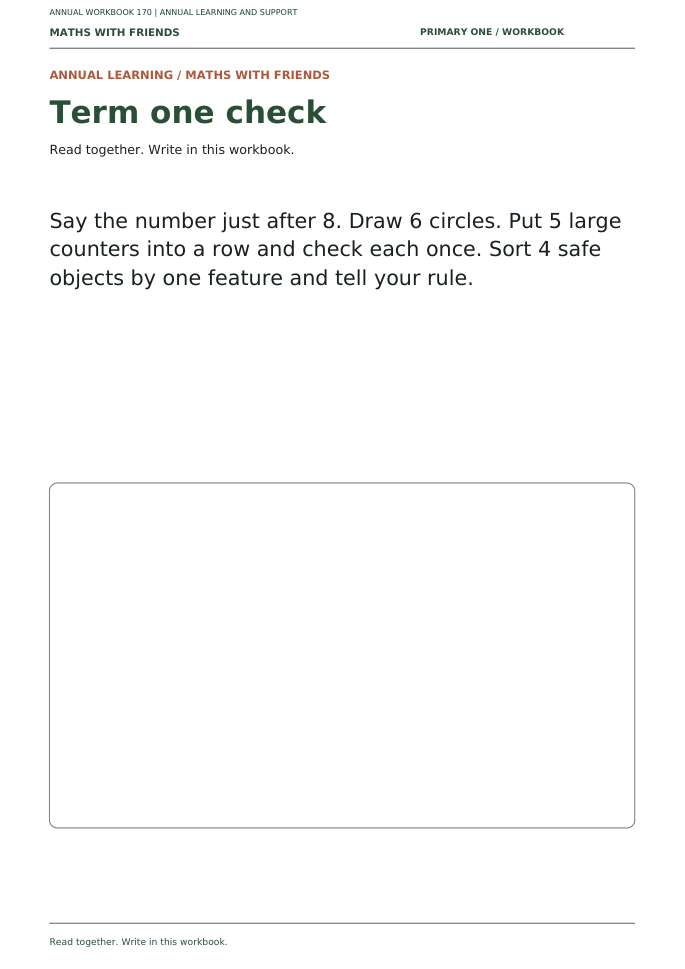 ANNUAL WORKBOOK 170 | ANNUAL LEARNING AND SUPPORT
MATHS WITH FRIENDS
PRIMARY ONE / WORKBOOK
ANNUAL LEARNING / MATHS WITH FRIENDS
Term one check
Read together. Write in this workbook.
Say the number just after 8. Draw 6 circles. Put 5 large
counters into a row and check each once. Sort 4 safe
objects by one feature and tell your rule.
Read together. Write in this workbook.